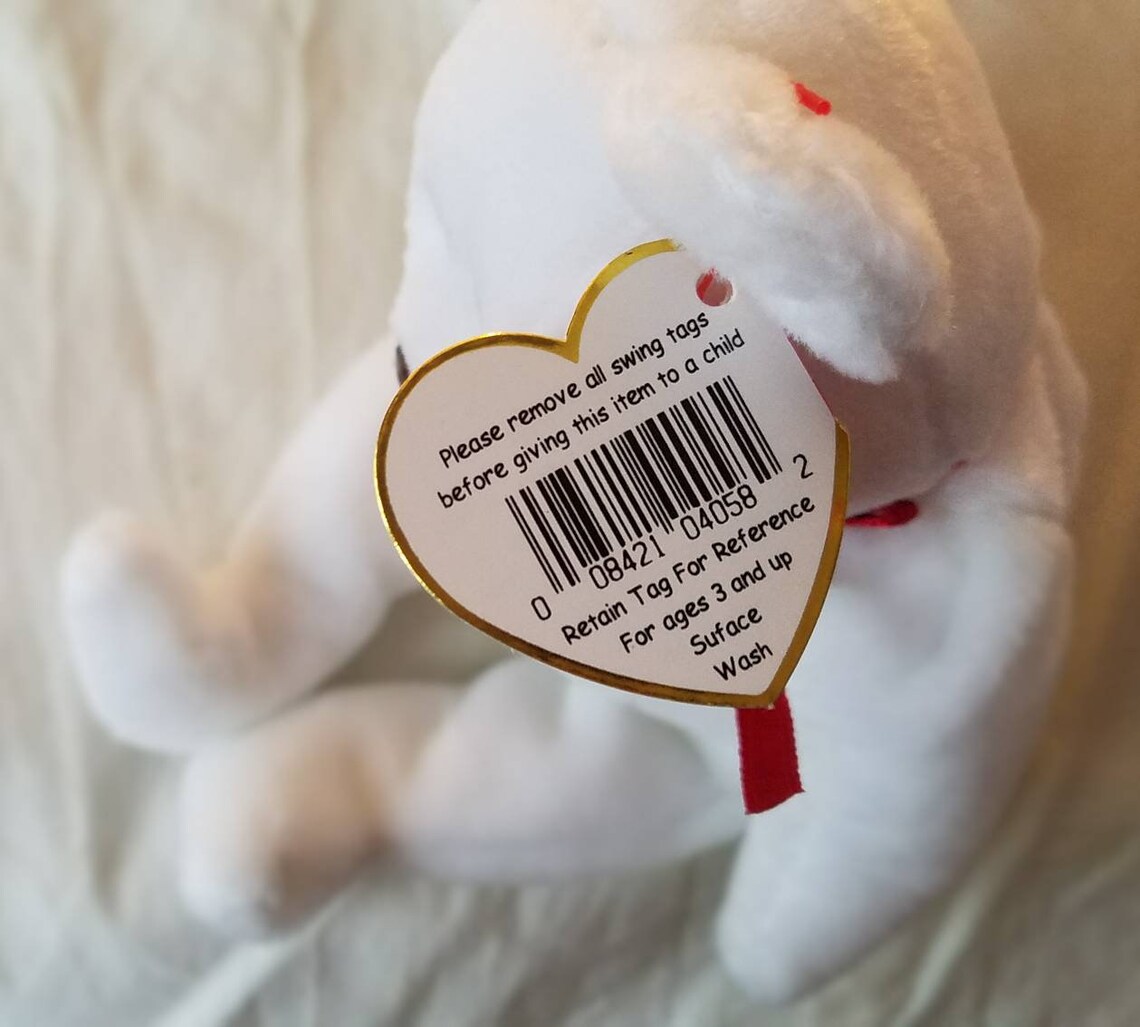 Please remove all swing tags
before giving this item to a child
0 08421 04058 2
Retain Tag For Reference
For ages 3 and up
Suface
Wash